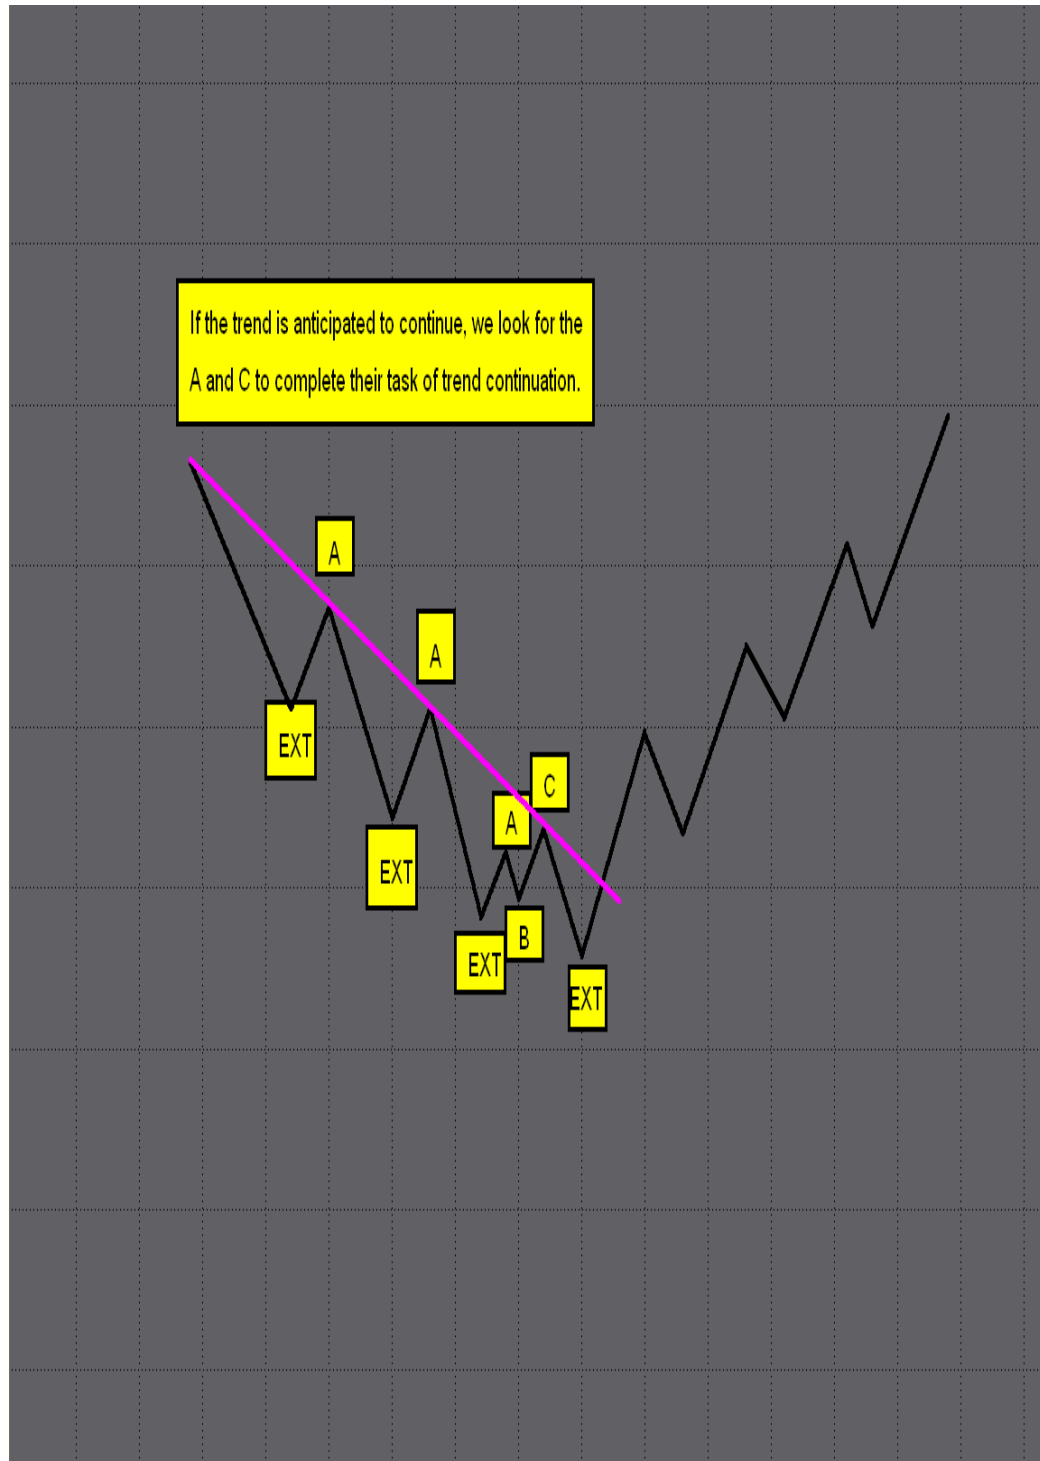 If the trend is anticipated to continue, we look for the
A and C to complete their task of trend continuation.
A
A
EXT
C
A
EXT
B
EXT
EXT